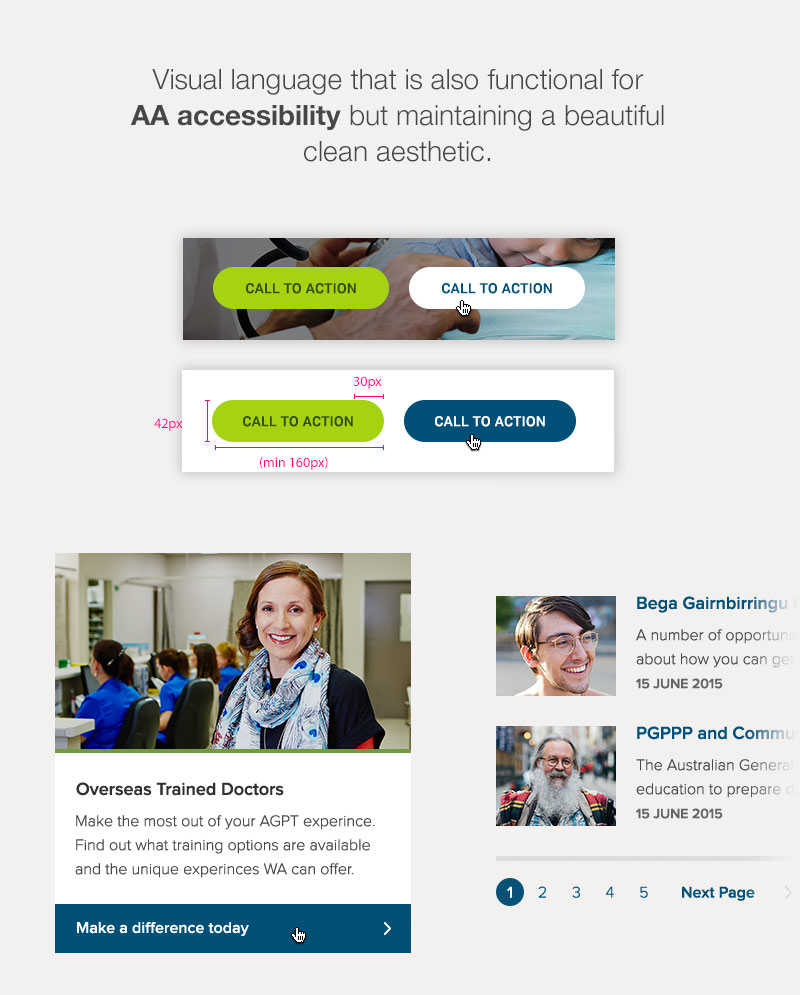 Visual language that is also functional for
AA accessibility but maintaining a beautiful
clean aesthetic.
CALL TO ACTION
CALL TO ACTION
30px
42px
CALL TO ACTION
CALL TO ACTION
(min 160px)
Overseas Trained Doctors
Make the most out of your AGPT experince.
Find out what training options are available
and the unique experinces WA can offer.
Make a difference today
Bega Gairnbirringu
A number of opportuni
about how you can get
15 JUNE 2015
PGPPP and Commu
The Australian General
education to prepare d
15 JUNE 2015
1 2 3 4 5 Next Page